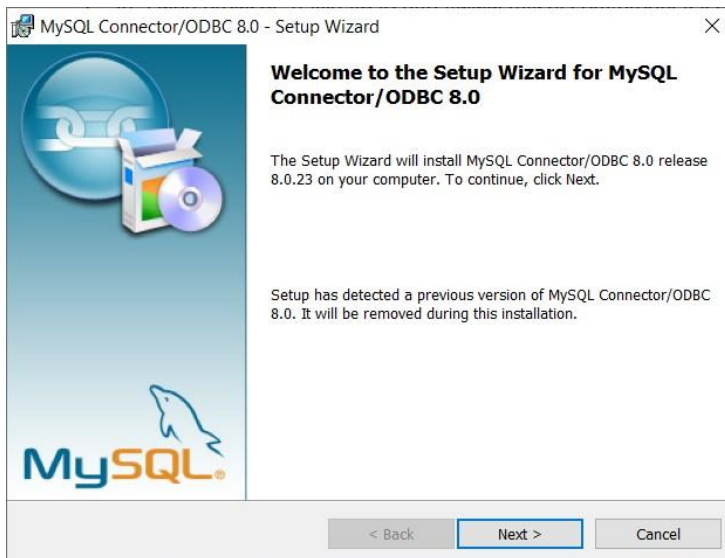 MySQL Connector/ODBC 8.0 - Setup Wizard
Welcome to the Setup Wizard for MySQL
Connector/ODBC 8.0
The Setup Wizard will install MySQL Connector/ODBC 8.0 release
8.0.23 on your computer. To continue, click Next.
Setup has detected a previous version of MySQL Connector/ODBC
8.0. It will be removed during this installation.
MySQL®
< Back
Next >
Cancel